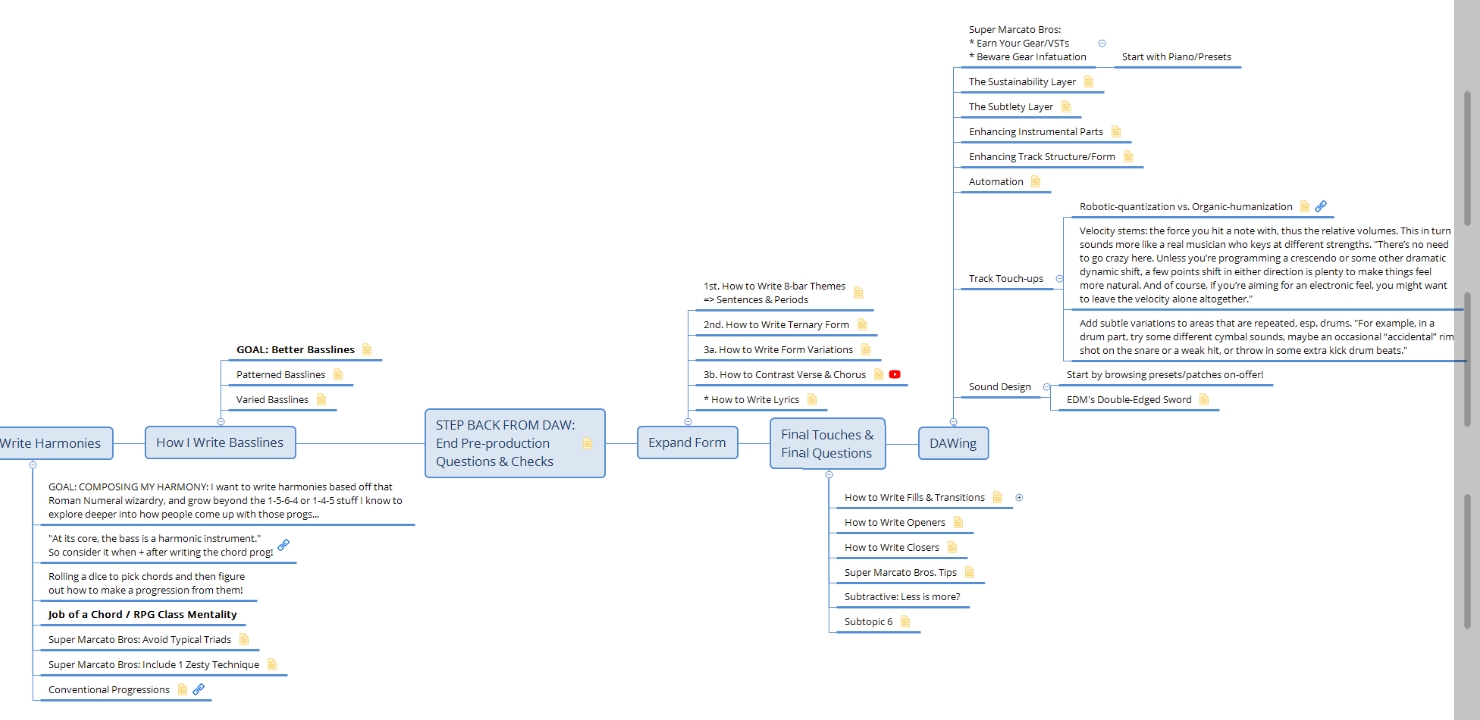 Super Marcato Bros:
* Earn Your Gear/VSTs
* Beware Gear Infatuation
Start with Piano/Presets
The Sustainability Layer
The Subtlety Layer
Enhancing Instrumental Parts
Enhancing Track Structure/Form
Automation
Track Touch-ups
Robotic-quantization vs. Organic-humanization
Velocity stems: the force you hit a note with, thus the relative volumes. This in turn
sounds more like a real musician who keys at different strengths. "There's no need
to go crazy here. Unless you're programming a crescendo or some other dramatic
dynamic shift, a few points shift in either direction is plenty to make things feel
more natural. And of course, if you're aiming for an electronic feel, you might want
to leave the velocity alone altogether."
Add subtle variations to areas that are repeated, esp. drums. "For example, in a
drum part, try some different cymbal sounds, maybe an occasional "accidental" rim
shot on the snare or a weak hit, or throw in some extra kick drum beats."
Sound Design
Start by browsing presets/patches on-offer!
EDM's Double-Edged Sword
1st. How to Write 8-bar Themes
=> Sentences & Periods
2nd. How to Write Ternary Form
3a. How to Write Form Variations
3b. How to Contrast Verse & Chorus
* How to Write Lyrics
GOAL: Better Basslines
Patterned Basslines
Varied Basslines
Write Harmonies
How I Write Basslines
STEP BACK FROM DAW:
End Pre-production
Questions & Checks
Expand Form
Final Touches &
Final Questions
DAWing
GOAL: COMPOSING MY HARMONY: I want to write harmonies based off that
Roman Numeral wizardry, and grow beyond the 1-5-6-4 or 1-4-5 stuff I know to
explore deeper into how people come up with those progs...
"At its core, the bass is a harmonic instrument."
So consider it when + after writing the chord prog!
Rolling a dice to pick chords and then figure
out how to make a progression from them!
Job of a Chord / RPG Class Mentality
Super Marcato Bros: Avoid Typical Triads
Super Marcato Bros: Include 1 Zesty Technique
Conventional Progressions
How to Write Fills & Transitions
How to Write Openers
How to Write Closers
Super Marcato Bros. Tips
Subtractive: Less is more?
Subtopic 6